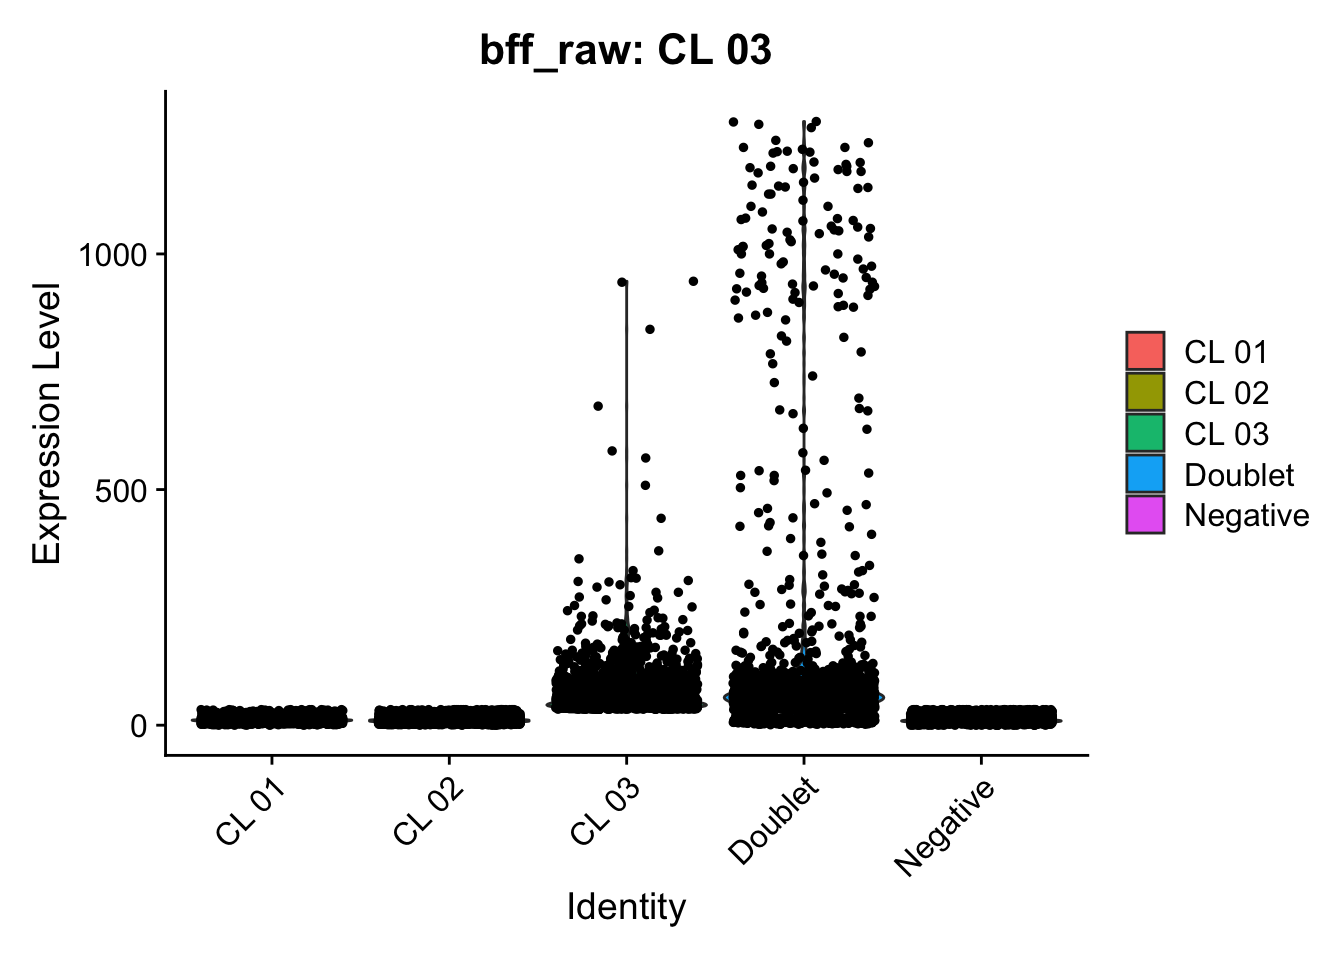 bff_raw: CL 03
Expression Level
1000
500
0
CL 01
CL 02
CL 03
Doublet
Negative
Identity
CL 01
CL 02
CL 03
Doublet
Negative